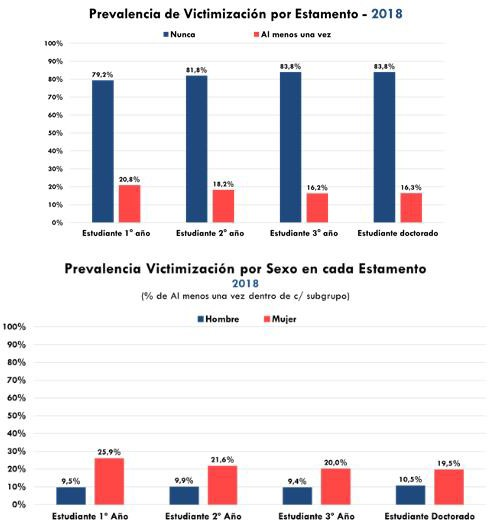 Prevalencia de Victimización por Estamento - 2018
Nunca Al menos una vez
100%
90%
80%
70%
60%
50%
40%
30%
20%
10%
0%
79,2% 20,8% 81,8% 18,2% 83,8% 16,2% 83,8% 16,3%
Estudiante 1° año Estudiante 2° año Estudiante 3° año Estudiante doctorado
Prevalencia Victimización por Sexo en cada Estamento
2018
(% de Al menos una vez dentro de c/ subgrupo)
Hombre Mujer
100%
90%
80%
70%
60%
50%
40%
30%
20%
10%
0%
9,5% 25,9% 9,9% 21,6% 9,4% 20,0% 10,5% 19,5%
Estudiante 1° Año Estudiante 2° Año Estudiante 3° Año Estudiante Doctorado